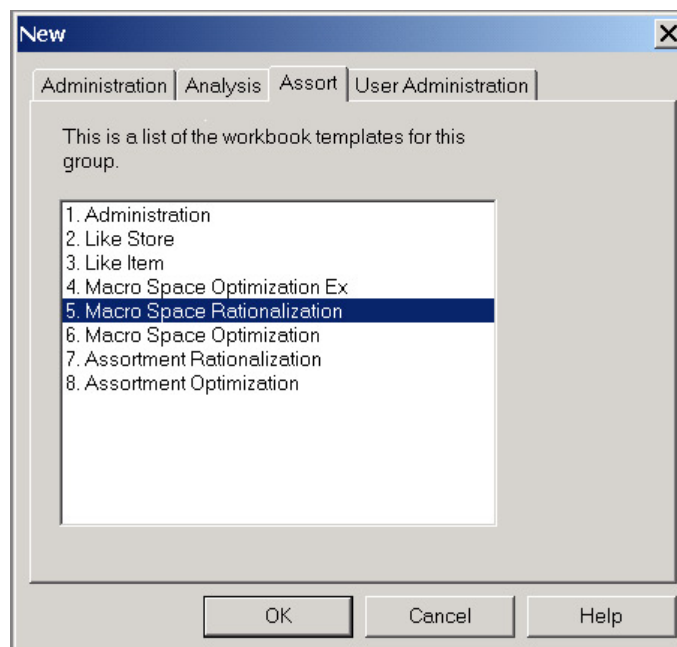 New
Administration
Analysis
Assort
User Administration
This is a list of the workbook templates for this
group.
1. Administration
2. Like Store
3. Like Item
4. Macro Space Optimization Ex
5. Macro Space Rationalization
6. Macro Space Optimization
7. Assortment Rationalization
8. Assortment Optimization
OK
Cancel
Help